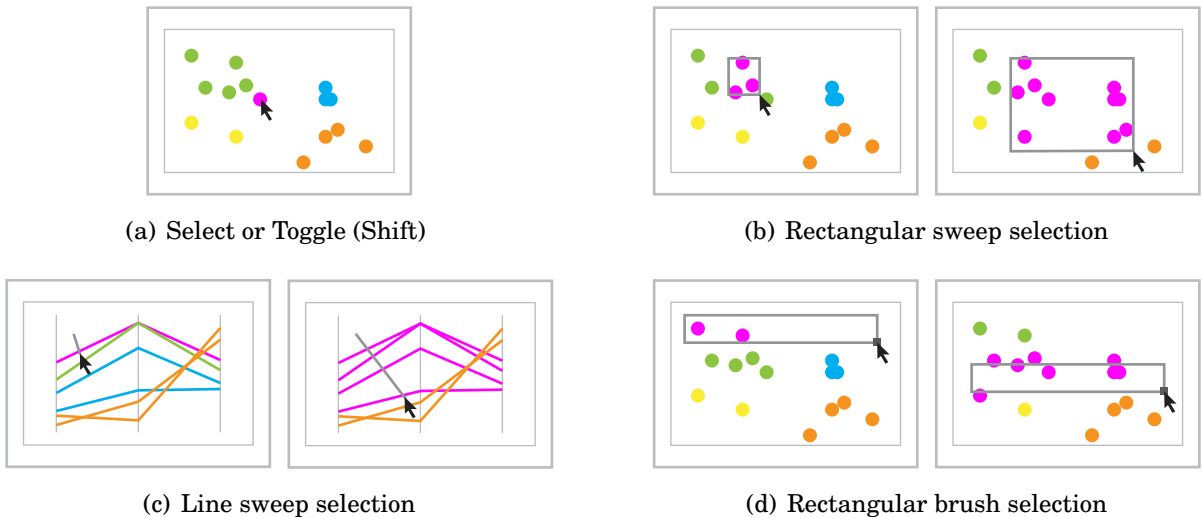 (a) Select or Toggle (Shift)
(b) Rectangular sweep selection
(c) Line sweep selection
(d) Rectangular brush selection